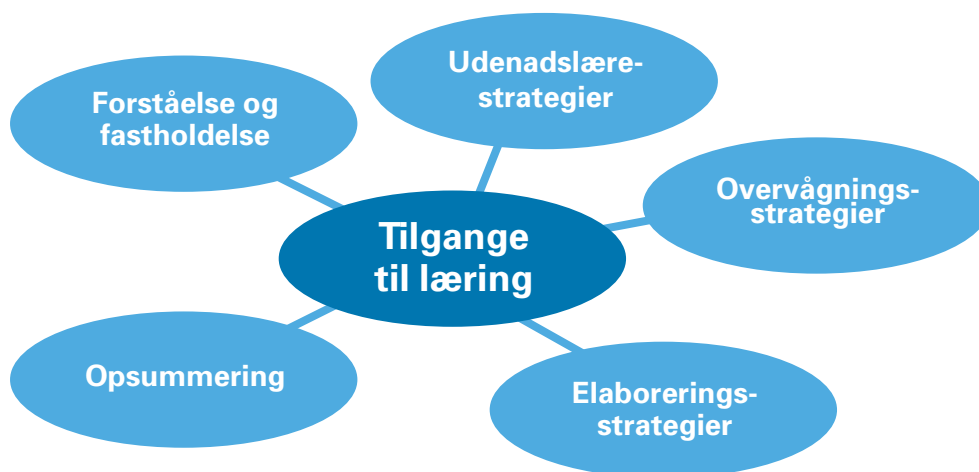 Udenadslære-
strategier
Forståelse og
fastholdelse
Overvågnings-
strategier
Tilgange
til læring
Opsummering
Elaborerings-
strategier